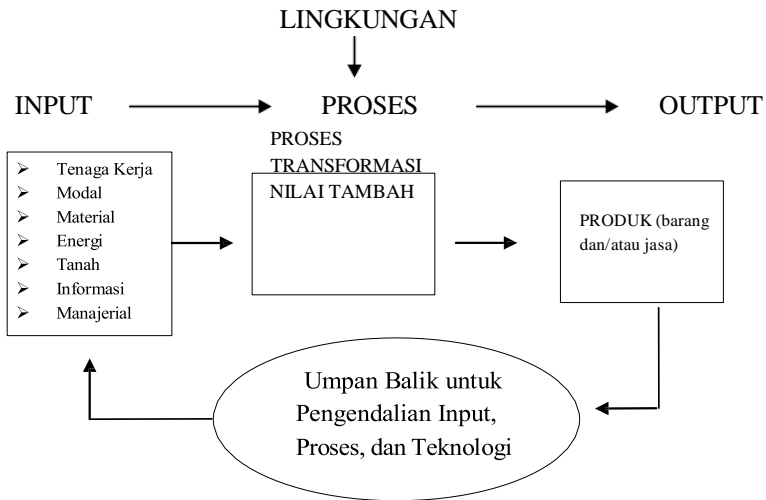 LINGKUNGAN
INPUT
PROSES
OUTPUT
PROSES
TRANSFORMASI
NILAI TAMBAH
➢ Tenaga Kerja
➢ Modal
➢ Material
➢ Energi
➢ Tanah
➢ Informasi
➢ Manajerial
PRODUK (barang
dan/atau jasa)
Umpan Balik untuk
Pengendalian Input,
Proses, dan Teknologi